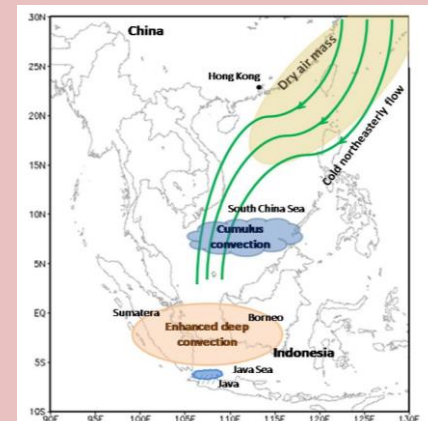 30N
China
Dry air mass
Hong Kong
25N
20N
Cold northeasterly flow
15N
10N
South China Sea
Cumulus
convection
5N
EQ
Sumatera
Borneo
Enhanced deep
convection
Indonesia
5S
Java Sea
Java
10S
90E
95E
100E
105E
110E
115E
120E
125E
130E